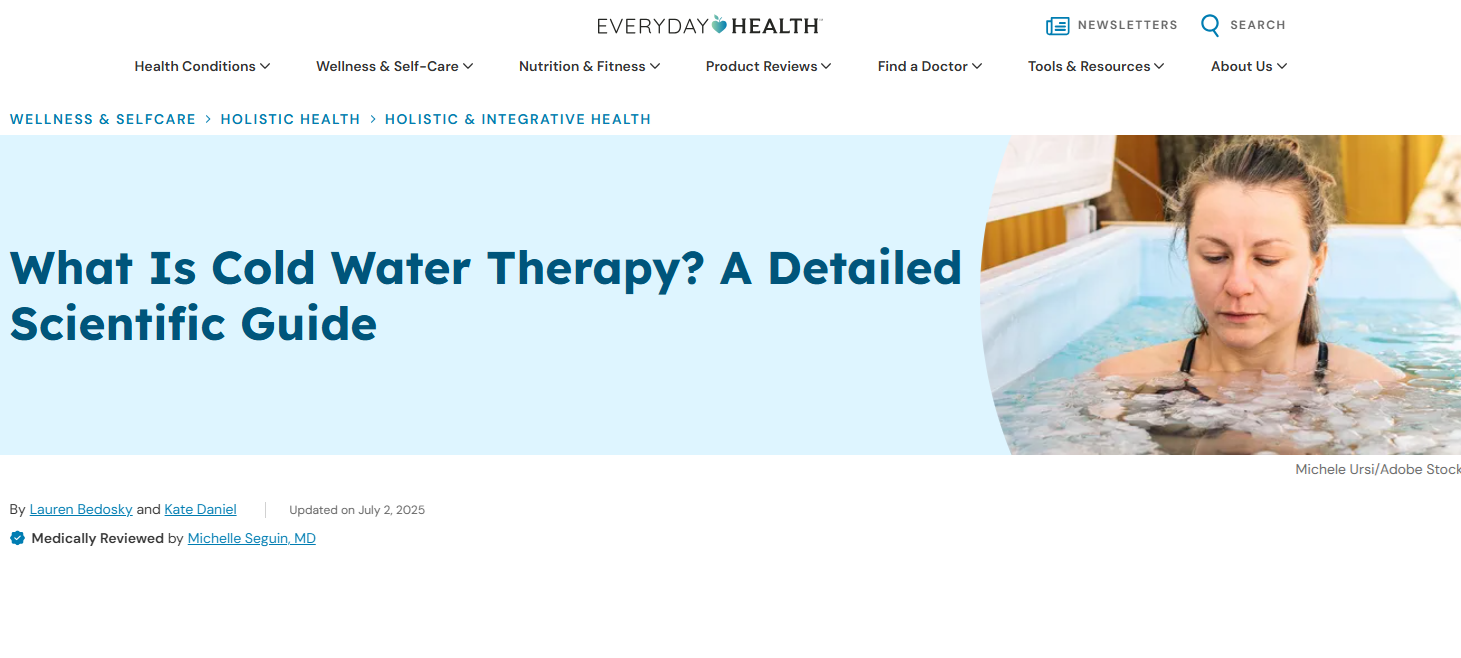 EVERYDAY HEALTH™
NEWSLETTERS
SEARCH
Health Conditions
Wellness & Self-Care
Nutrition & Fitness
Product Reviews
Find a Doctor
Tools & Resources
About Us
WELLNESS & SELFCARE > HOLISTIC HEALTH > HOLISTIC & INTEGRATIVE HEALTH
What Is Cold Water Therapy? A Detailed
Scientific Guide
Michele Ursi/Adobe Stock
By Lauren Bedosky and Kate Daniel
Updated on July 2, 2025
Medically Reviewed by Michelle Seguin, MD